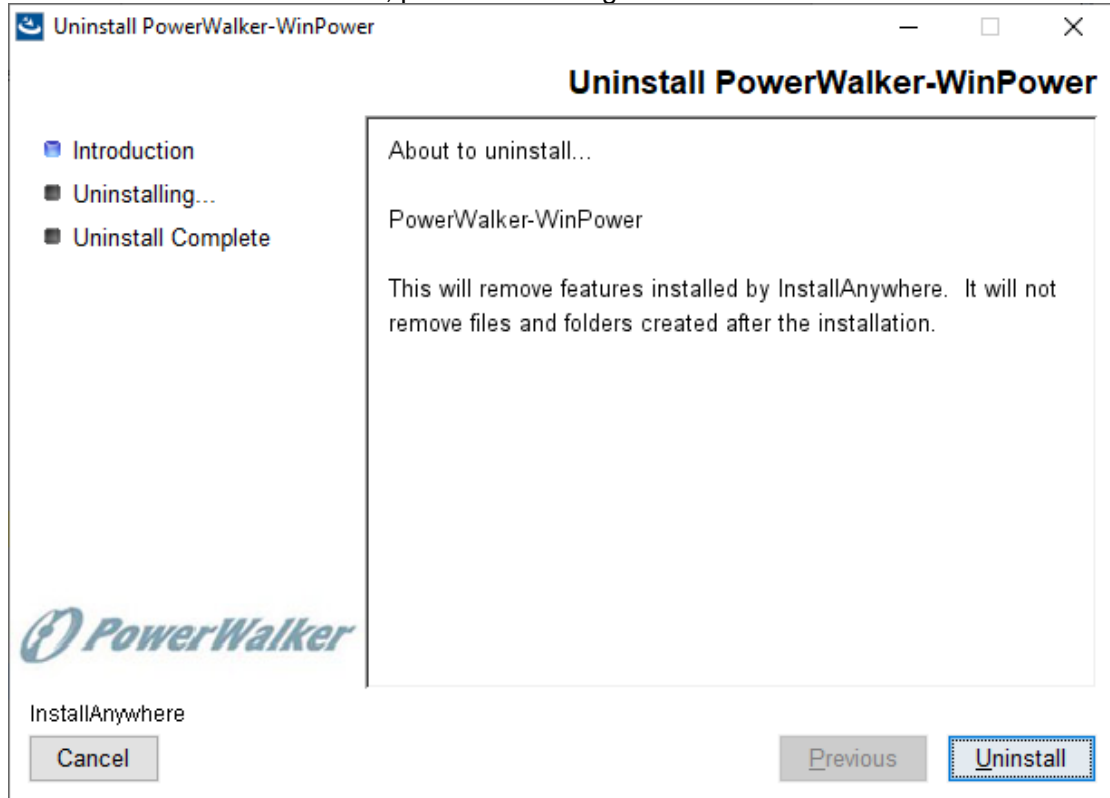 Uninstall PowerWalker-WinPower
Uninstall PowerWalker-WinPower
Introduction
Uninstalling...
Uninstall Complete
About to uninstall...
PowerWalker-WinPower
This will remove features installed by InstallAnywhere. It will not
remove files and folders created after the installation.
PowerWalker
InstallAnywhere
Cancel
Previous
Uninstall